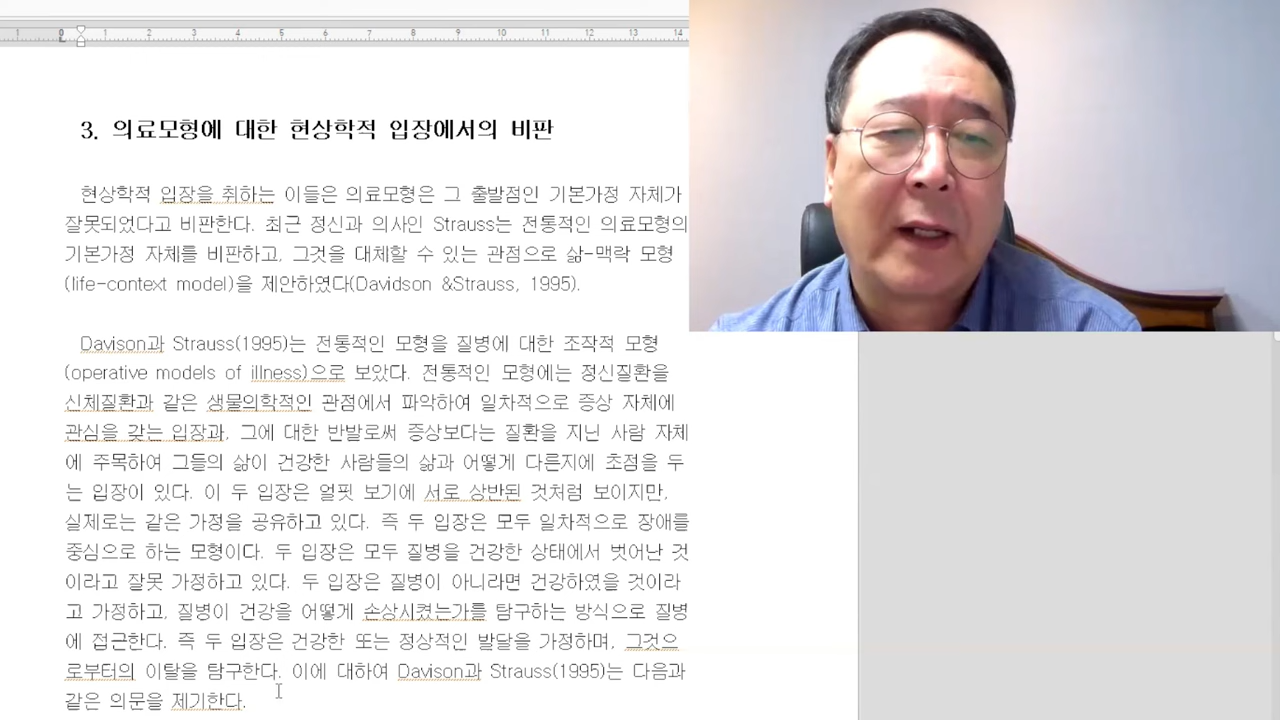 1 0 1 2 3 4 5 6 7 8 9 10 11 12 13 14
3. 의료모형에 대한 현상학적 입장에서의 비판
현상학적 입장을 취하는 이들은 의료모형은 그 출발점인 기본가정 자체가
잘못되었다고 비판한다. 최근 정신과 의사인 Strauss는 전통적인 의료모형의
기본가정 자체를 비판하고, 그것을 대체할 수 있는 관점으로 삶-맥락 모형
(life-context model)을 제안하였다(Davidson &Strauss, 1995).
Davison과 Strauss(1995)는 전통적인 모형을 질병에 대한 조작적 모형
(operative models of illness)으로 보았다. 전통적인 모형에는 정신질환을
신체질환과 같은 생물의학적인 관점에서 파악하여 일차적으로 증상 자체에
관심을 갖는 입장과, 그에 대한 반발로써 증상보다는 질환을 지닌 사람 자체
에 주목하여 그들의 삶이 건강한 사람들의 삶과 어떻게 다른지에 초점을 두
는 입장이 있다. 이 두 입장은 얼핏 보기에 서로 상반된 것처럼 보이지만,
실제로는 같은 가정을 공유하고 있다. 즉 두 입장은 모두 일차적으로 장애를
중심으로 하는 모형이다. 두 입장은 모두 질병을 건강한 상태에서 벗어난 것
이라고 잘못 가정하고 있다. 두 입장은 질병이 아니라면 건강하였을 것이라
고 가정하고, 질병이 건강을 어떻게 손상시켰는가를 탐구하는 방식으로 질병
에 접근한다. 즉 두 입장은 건강한 또는 정상적인 발달을 가정하며, 그것으
로부터의 이탈을 탐구한다. 이에 대하여 Davison과 Strauss(1995)는 다음과
같은 의문을 제기한다.